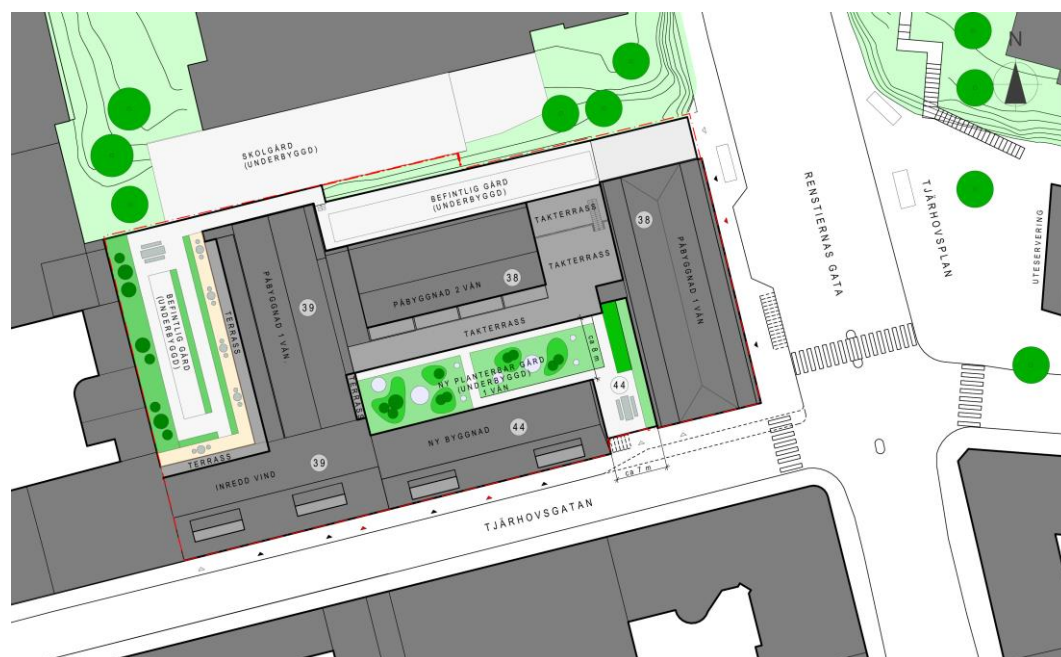 N
SKOLGÅRD
(UNDERBYGGD)
BEFINTLIG GÅRD
(UNDERBYGGD)
TAKTERRASS
38
TAKTERRASS
PÅBYGGNAD 2 VÅN
38
TAKTERRASS
PÅBYGGNAD 1 VÅN
RENSTIERNAS GATA
TJÄRHOVSPLAN
UTESERVERING
BEFINTLIG GÅRD
(UNDERBYGGD)
TERRASS
PÅBYGGNAD 1 VÅN.
39
TERRASS
NY PLANTERBAR GÅRD
(UNDERBYGGD)
1 VÅN
ca 8 m
44
NY BYGGNAD
44
TERRASS
INREDD VIND
39
ca 7 m
TJÄRHOVSGATAN